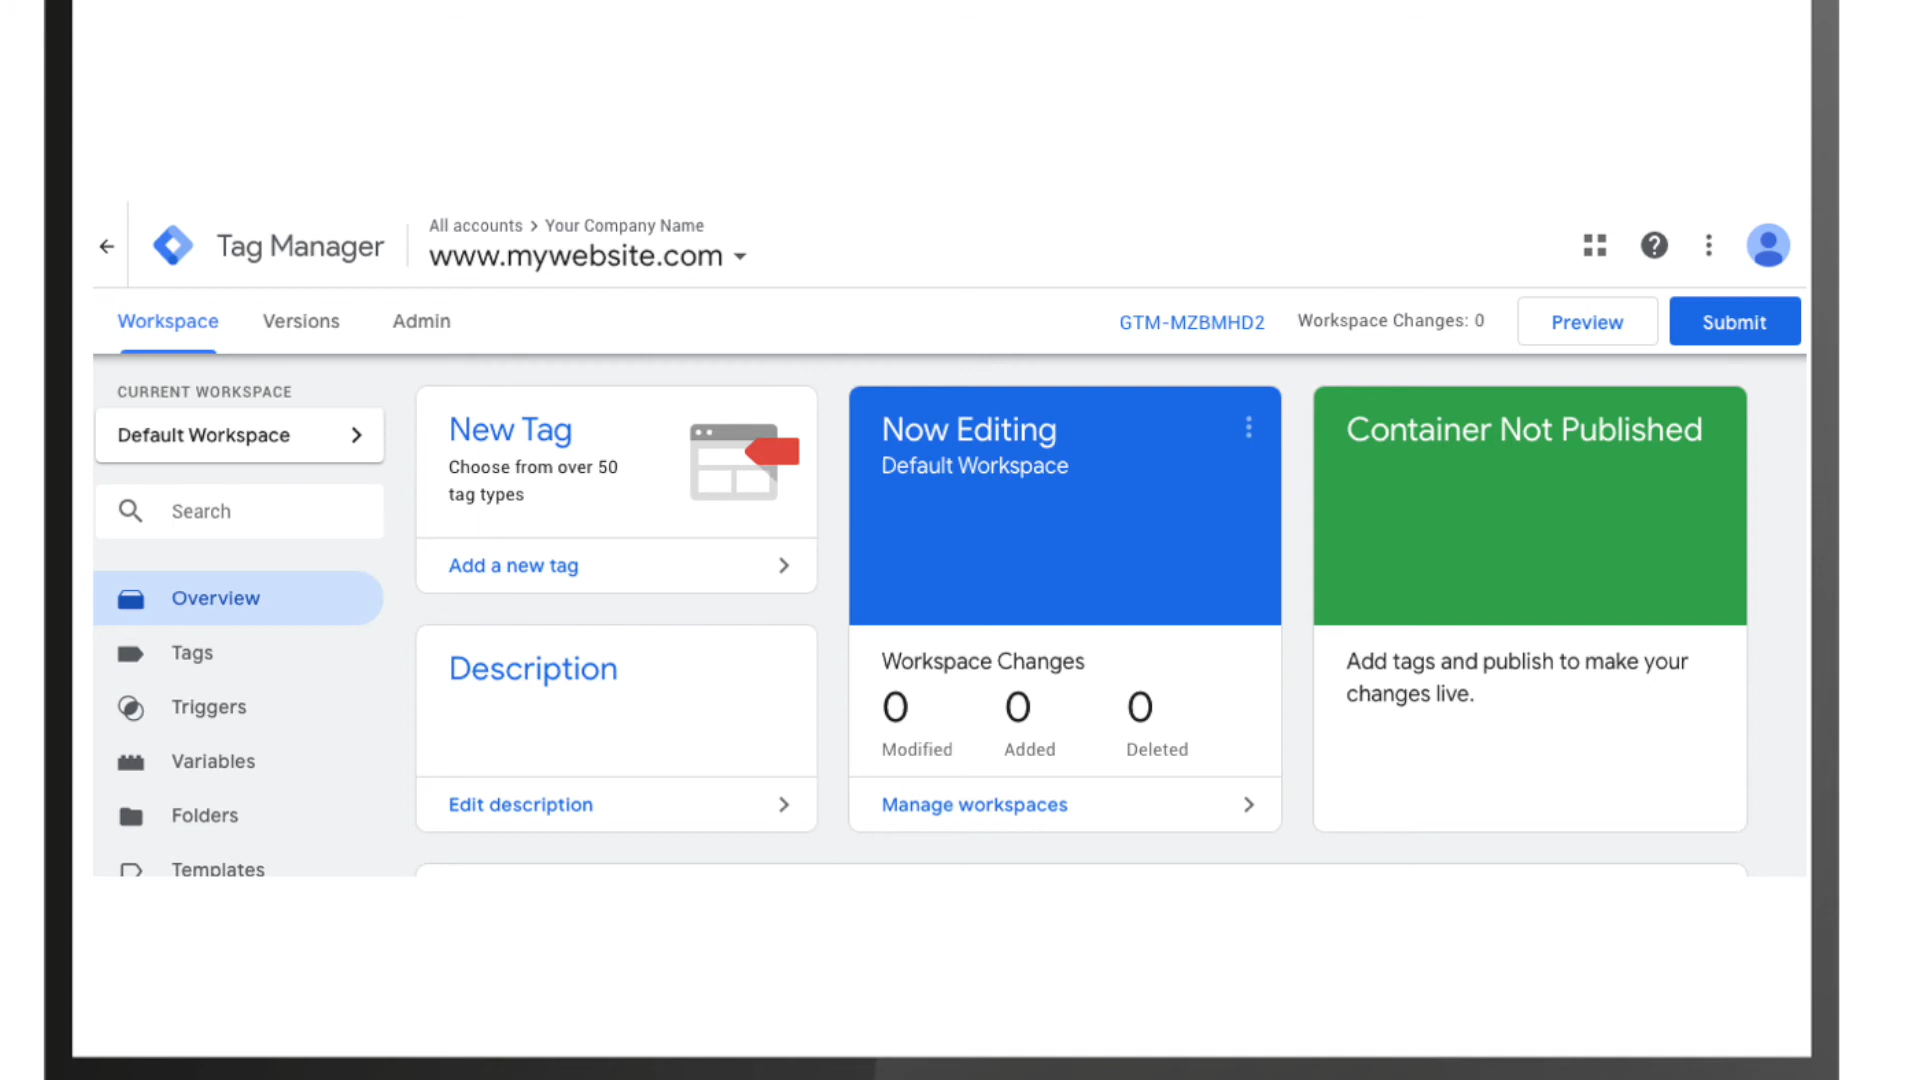 Tag Manager
All accounts > Your Company Name
www.mywebsite.com
Workspace
Versions
Admin
GTM-MZBMHD2
Workspace Changes: 0
Preview
Submit
CURRENT WORKSPACE
Default Workspace
Search
Overview
Tags
Triggers
Variables
Folders
Templates
New Tag
Choose from over 50
tag types
Add a new tag
Description
Edit description
Now Editing
Default Workspace
Workspace Changes
0 0 0
Modified Added Deleted
Manage workspaces
Container Not Published
Add tags and publish to make your
changes live.